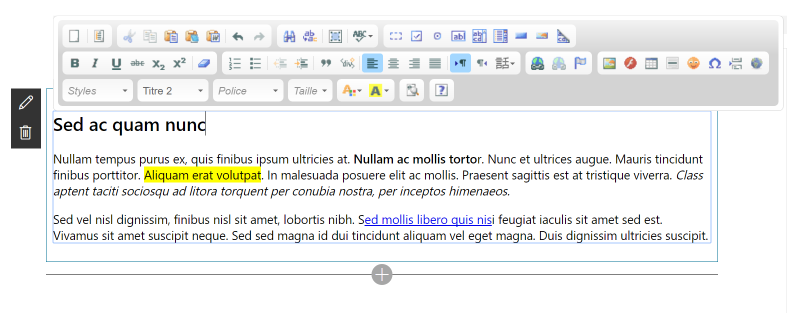 B I U abc X₂ X²
Styles Titre 2 Police Taille A A ?
Sed ac quam nunc
Nullam tempus purus ex, quis finibus ipsum ultricies at. Nullam ac mollis tortor. Nunc et ultrices augue. Mauris tincidunt
finibus porttitor. Aliquam erat volutpat. In malesuada posuere elit ac mollis. Praesent sagittis est at tristique viverra. Class
aptent taciti sociosqu ad litora torquent per conubia nostra, per inceptos himenaeos.
Sed vel nisl dignissim, finibus nisl sit amet, lobortis nibh. Sed mollis libero quis nisi feugiat iaculis sit amet sed est.
Vivamus sit amet suscipit neque. Sed sed magna id dui tincidunt aliquam vel eget magna. Duis dignissim ultricies suscipit.